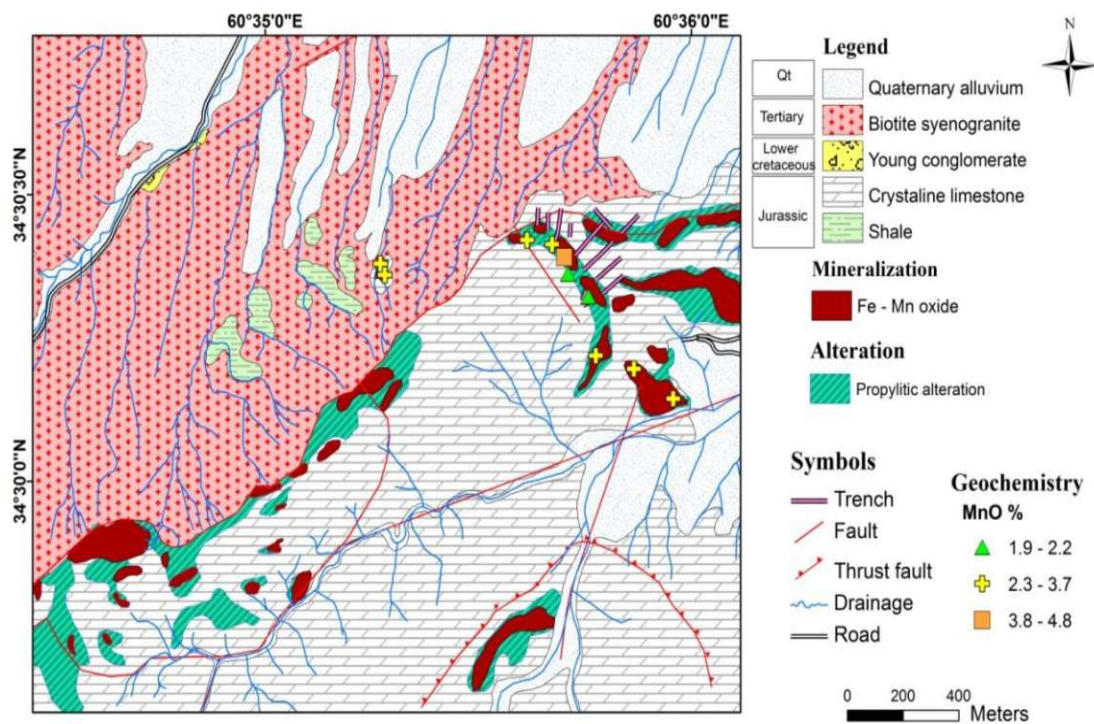 60°35'0"E
60°36'0"E
N
34°30'30"N
34°30'0"N
Legend
Qt
Quaternary alluvium
Tertiary
Biotite syenogranite
Lower
cretaceous
Young conglomerate
Jurassic
Crystaline limestone
Shale
Mineralization
Fe - Mn oxide
Alteration
Propylitic alteration
Symbols
Trench
Fault
Thrust fault
Drainage
Road
Geochemistry
MnO %
1.9 - 2.2
2.3 - 3.7
3.8 - 4.8
0 200 400
Meters